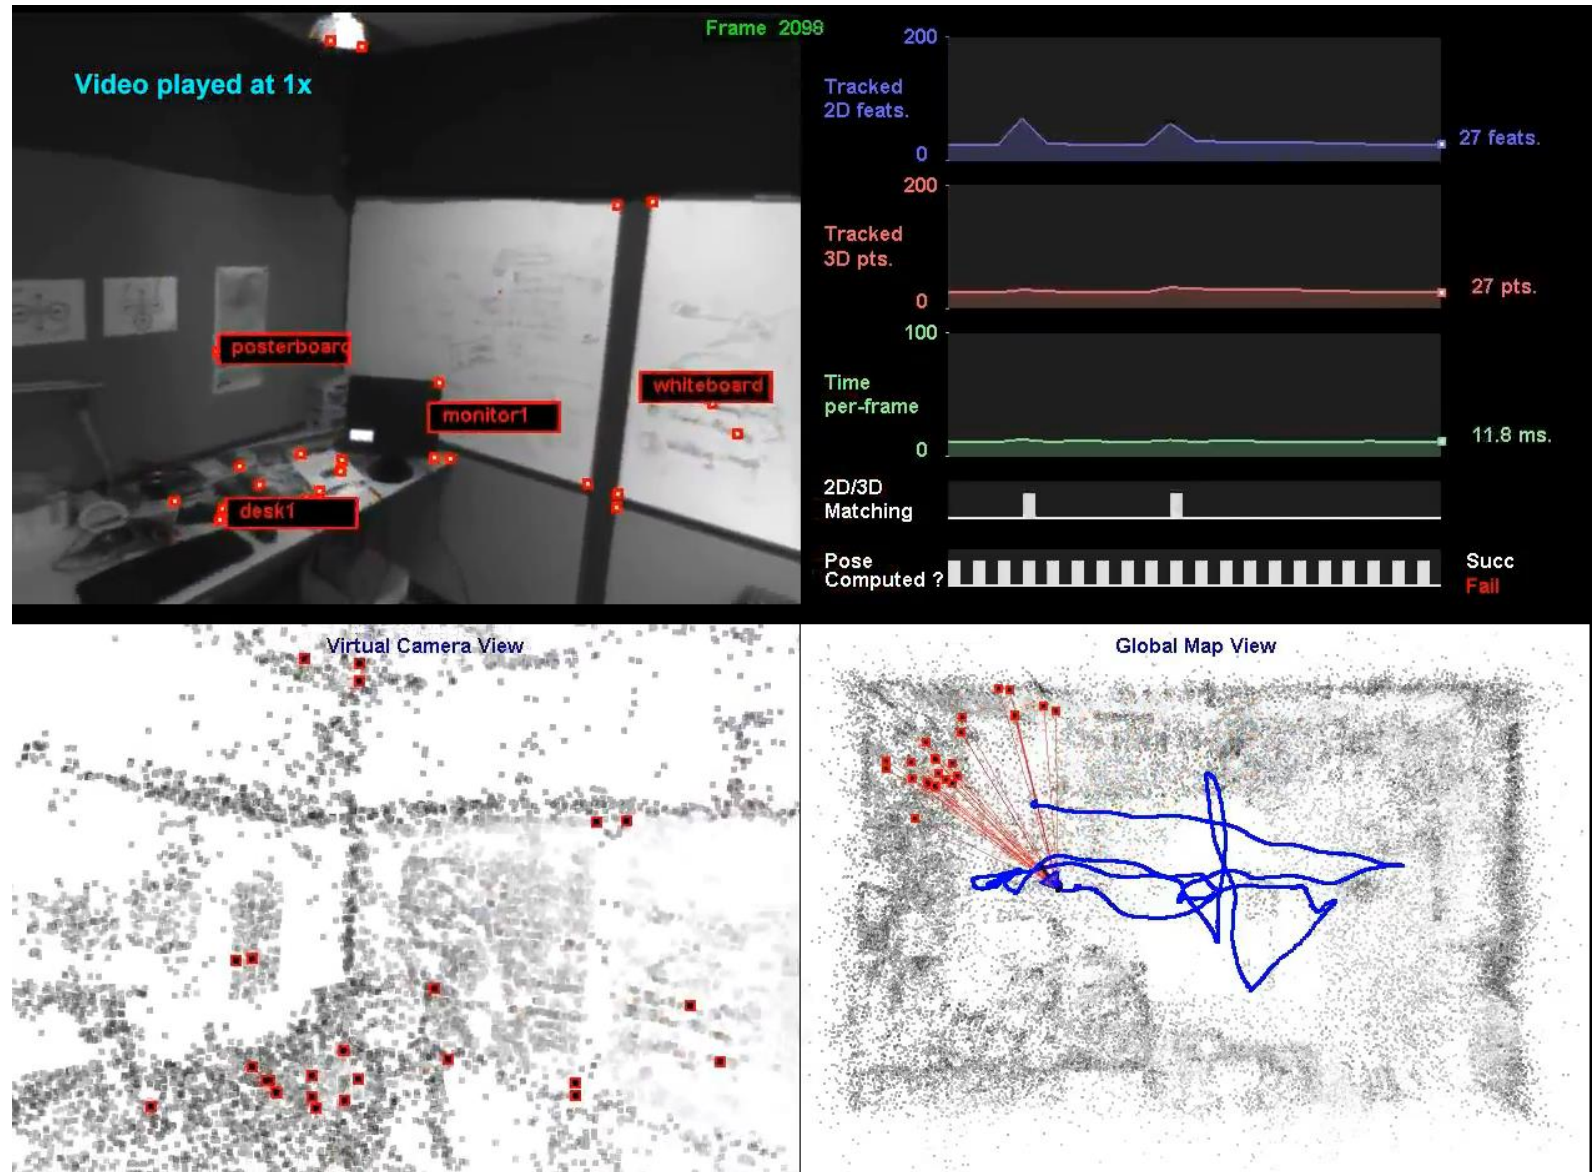 Frame 2098
Video played at 1x
posterboard
monitor1
whiteboard
desk1
200
Tracked
2D feats.
0
27 feats.
200
Tracked
3D pts.
0
27 pts.
100
Time
per-frame
0
11.8 ms.
2D/3D
Matching
Pose
Computed ?
Succ
Fail
Virtual Camera View
Global Map View